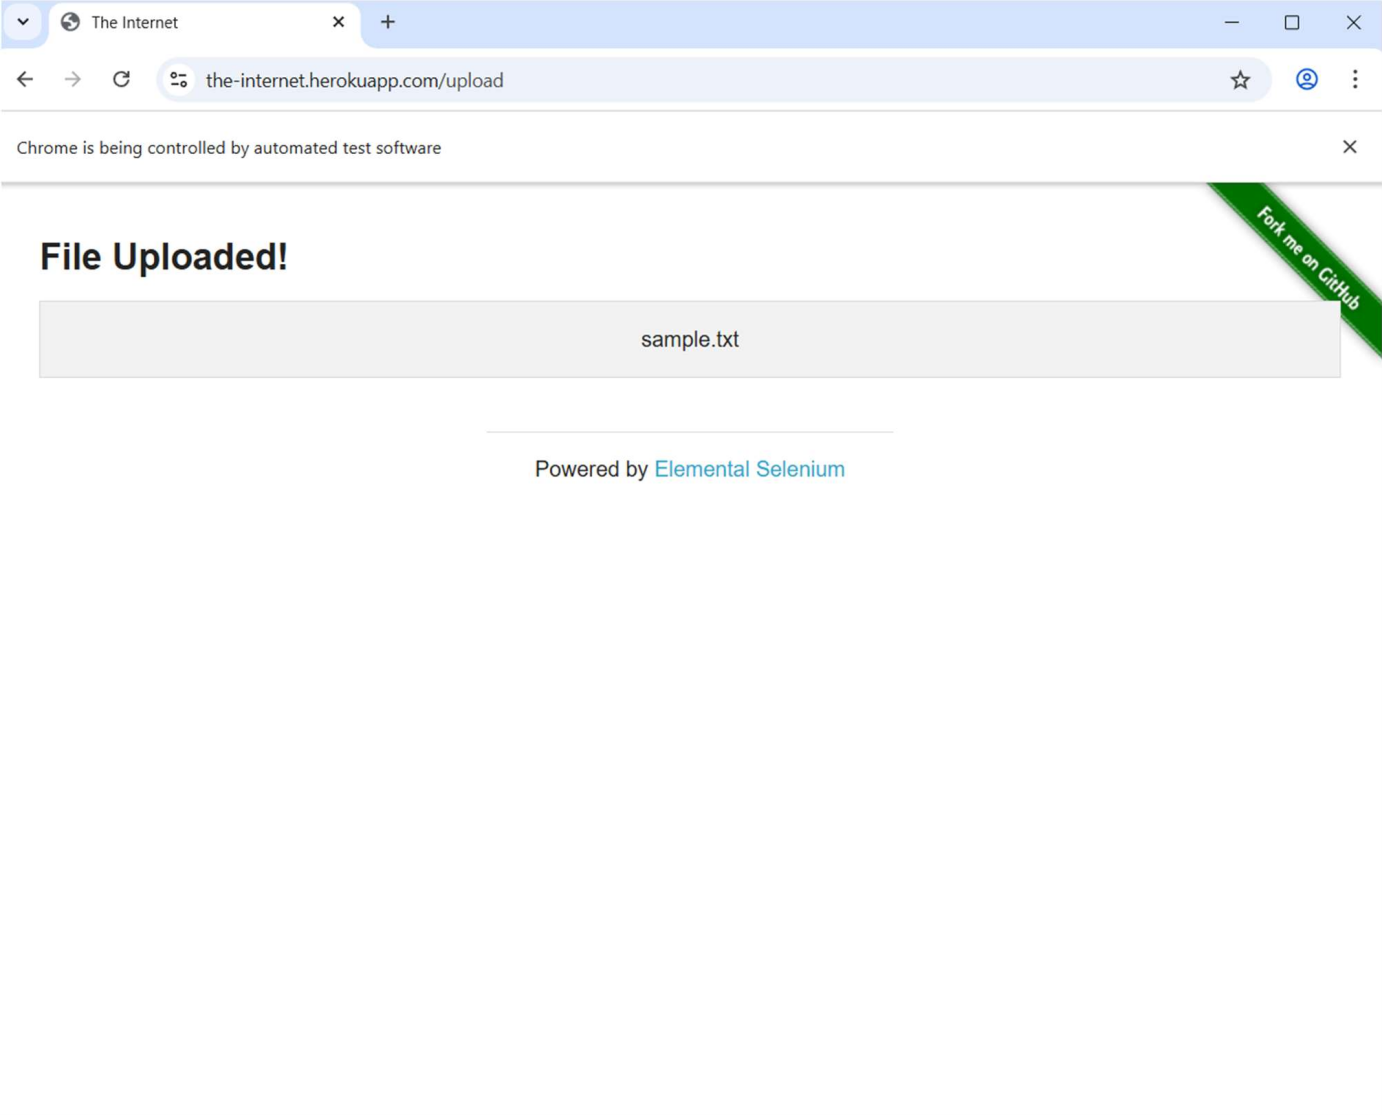 The Internet
the-internet.herokuapp.com/upload
Chrome is being controlled by automated test software
Fork me on GitHub
File Uploaded!
sample.txt
Powered by Elemental Selenium